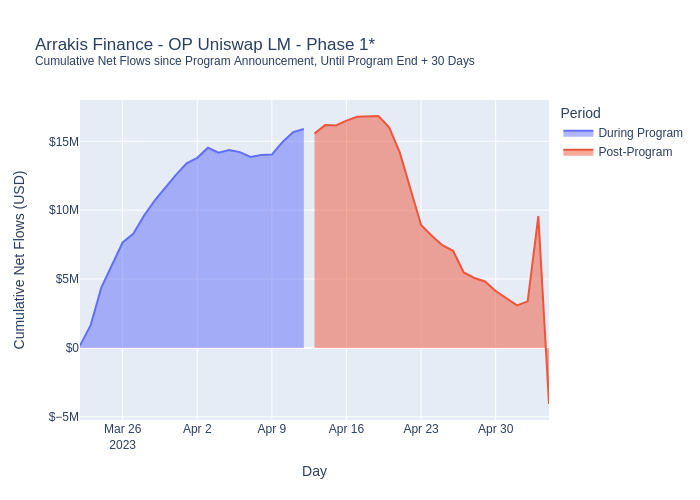 Arrakis Finance - OP Uniswap LM - Phase 1*
Cumulative Net Flows since Program Announcement, Until Program End + 30 Days
Period
During Program
Post-Program
Cumulative Net Flows (USD)
$15M
$10M
$5M
$0
−$5M
Mar 26
2023
Apr 2
Apr 9
Apr 16
Apr 23
Apr 30
Day